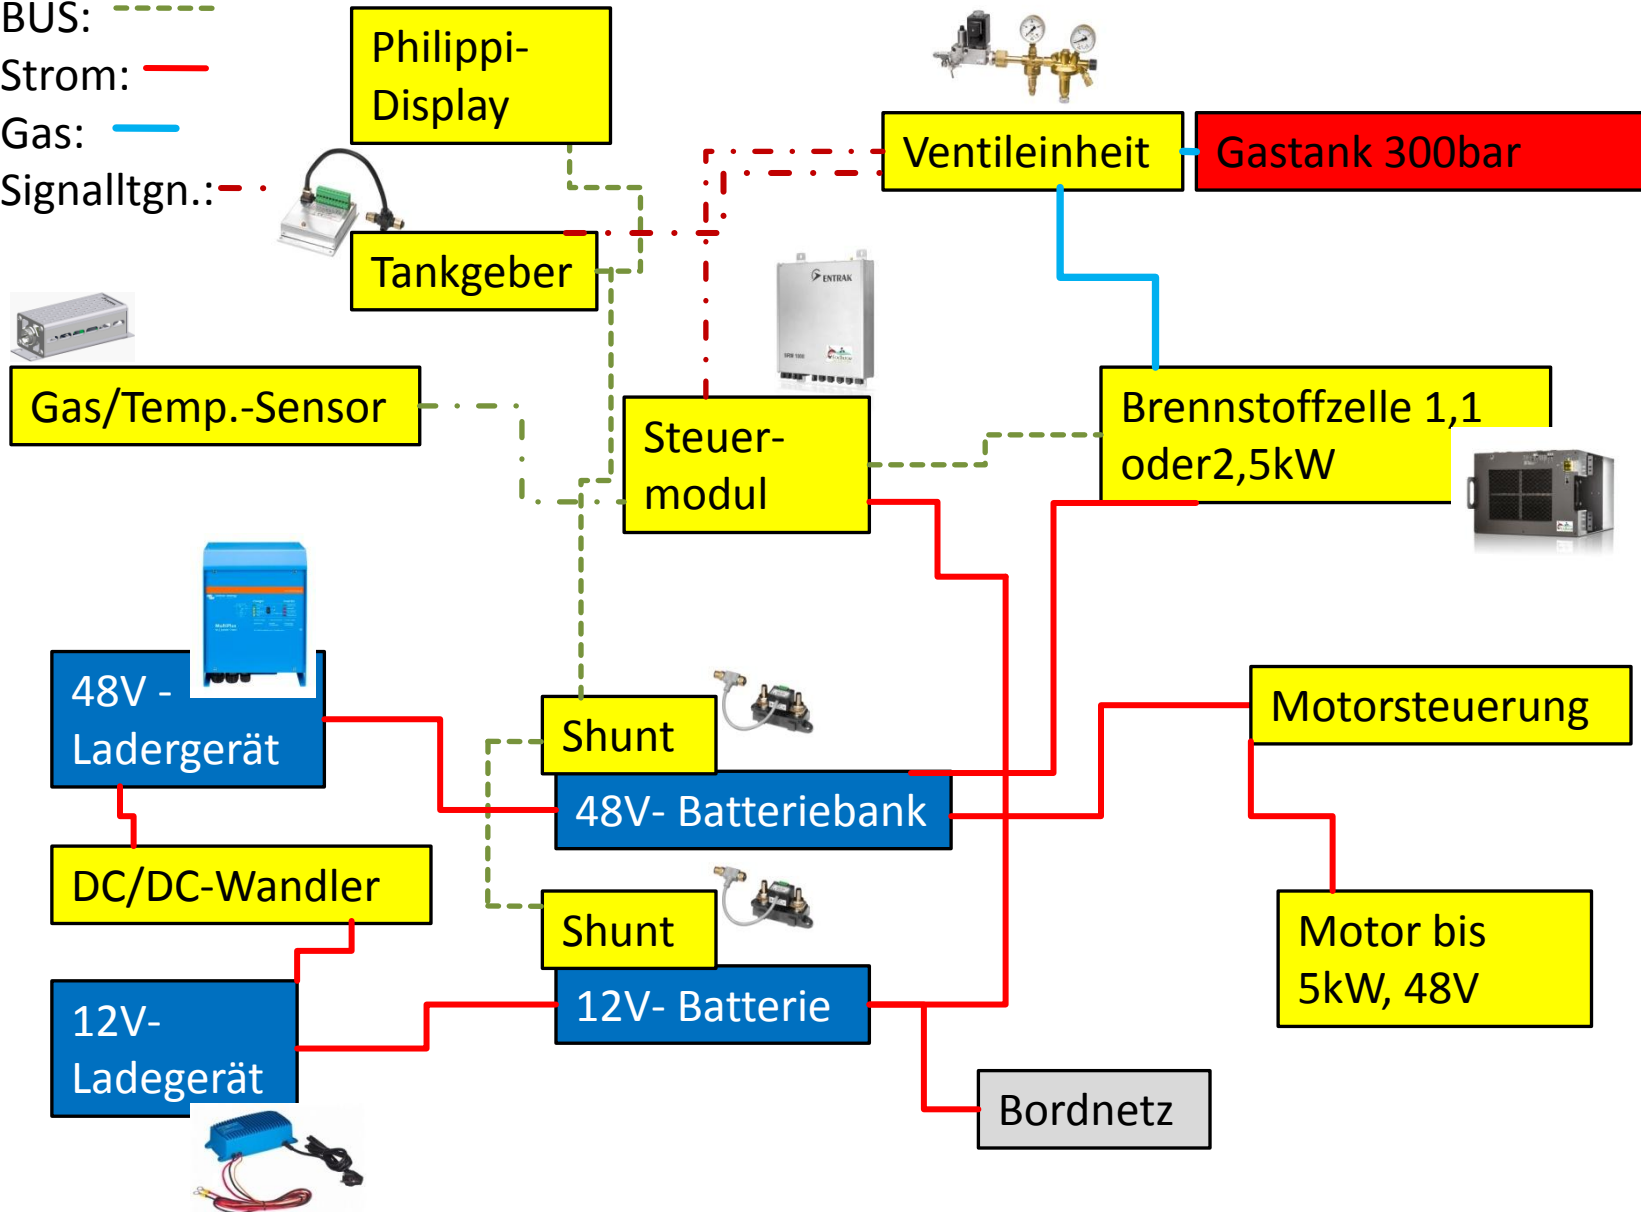 BUS:
Strom:
Gas:
Signalltgn.:
Philippi-
Display
Ventileinheit
Gastank 300bar
Tankgeber
ENTRAK
Gas/Temp.-Sensor
Steuer-
modul
Brennstoffzelle 1,1
oder2,5kW
48V -
Ladergerät
Shunt
48V- Batteriebank
Motorsteuerung
DC/DC-Wandler
Shunt
12V- Batterie
Motor bis
5kW, 48V
12V-
Ladegerät
Bordnetz